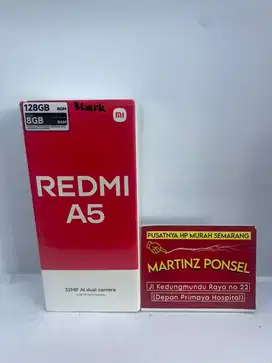 128GB ROM
8GB RAM
Black
mi
REDMI
A5
32MP AI dual camera
PUSATNYA HP MURAH SEMARANG
MARTINZ PONSEL
Jl Kedungmundu Raya no 22
(Depan Primaya Hospital)